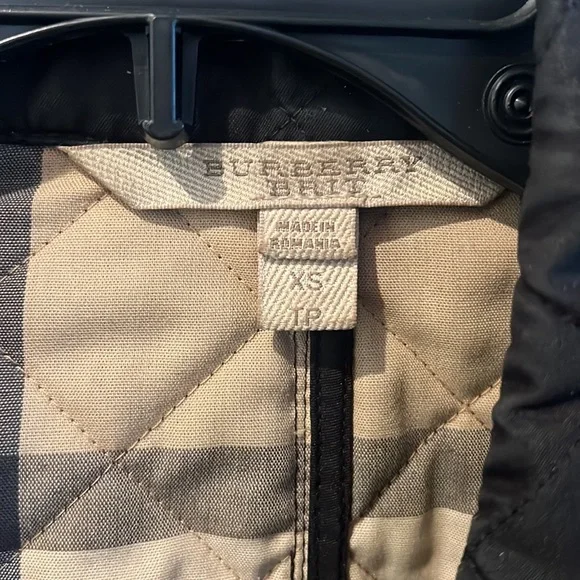 BURBERRY
BRIT
MADE IN
ROMANIA
XS
TP